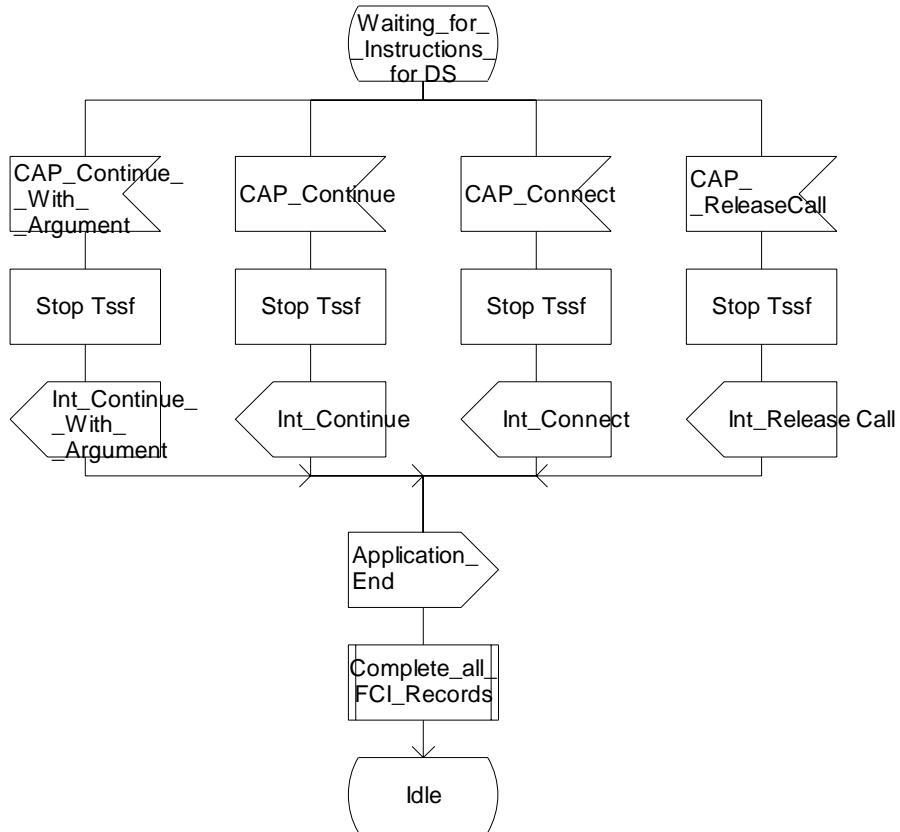 Waiting_for_
_Instructions_
for DS
CAP_Continue_
_With_
_Argument
CAP_Continue
CAP_Connect
CAP_
_ReleaseCall
Stop Tssf
Stop Tssf
Stop Tssf
Stop Tssf
Int_Continue_
_With_
_Argument
Int_Continue
Int_Connect
Int_Release Call
Application_
End
Complete_all_
FCI_Records
Idle